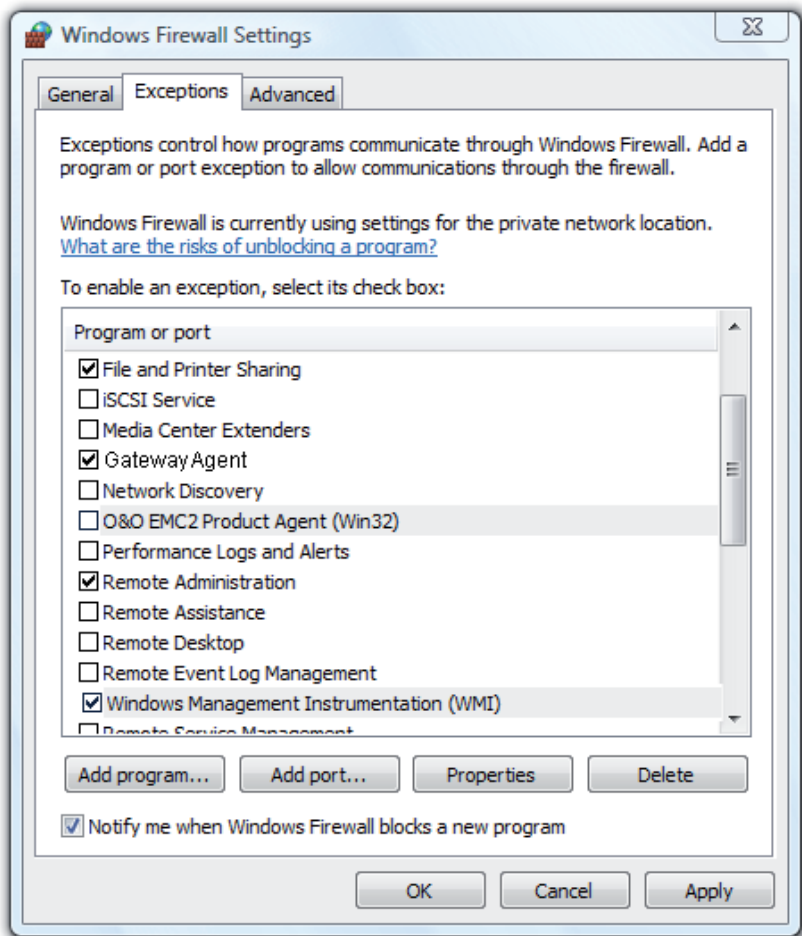 Windows Firewall Settings
General Exceptions Advanced
Exceptions control how programs communicate through Windows Firewall. Add a
program or port exception to allow communications through the firewall.
Windows Firewall is currently using settings for the private network location.
What are the risks of unblocking a program?
To enable an exception, select its check box:
Program or port
File and Printer Sharing
iSCSI Service
Media Center Extenders
GatewayAgent
Network Discovery
O&O EMC2 Product Agent (Win32)
Performance Logs and Alerts
Remote Administration
Remote Assistance
Remote Desktop
Remote Event Log Management
Windows Management Instrumentation (WMI)
Remote Service Management
Add program... Add port... Properties Delete
Notify me when Windows Firewall blocks a new program
OK Cancel Apply